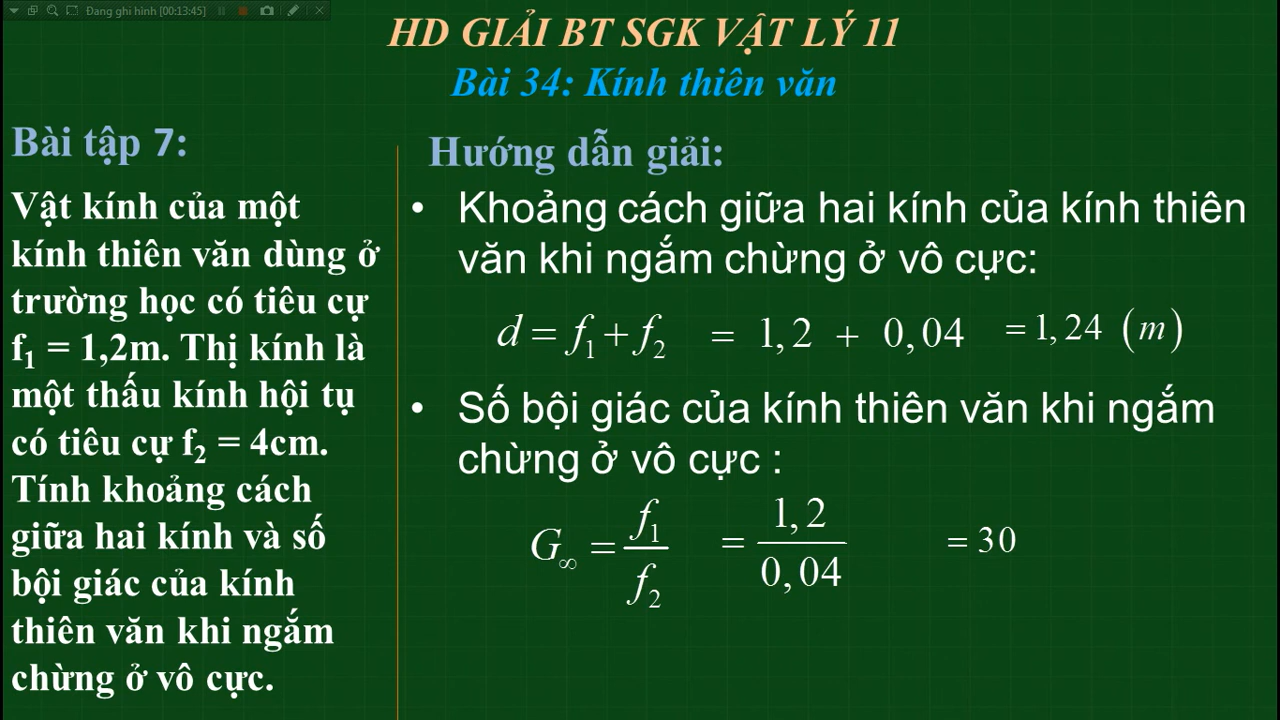 Đang ghi hình [00:13:45]
HD GIẢI BT SGK VẬT LÝ 11
Bài 34: Kính thiên văn
Bài tập 7:
Vật kính của một
kính thiên văn dùng ở
trường học có tiêu cự
f₁ = 1,2m. Thị kính là
một thấu kính hội tụ
có tiêu cự f₂ = 4cm.
Tính khoảng cách
giữa hai kính và số
bội giác của kính
thiên văn khi ngắm
chừng ở vô cực.
Hướng dẫn giải:
• Khoảng cách giữa hai kính của kính thiên
văn khi ngắm chừng ở vô cực:
d = f₁ + f₂ = 1,2 + 0,04 = 1,24 (m)
• Số bội giác của kính thiên văn khi ngắm
chừng ở vô cực :
G∞ = f₁/f₂ = 1,2/0,04 = 30